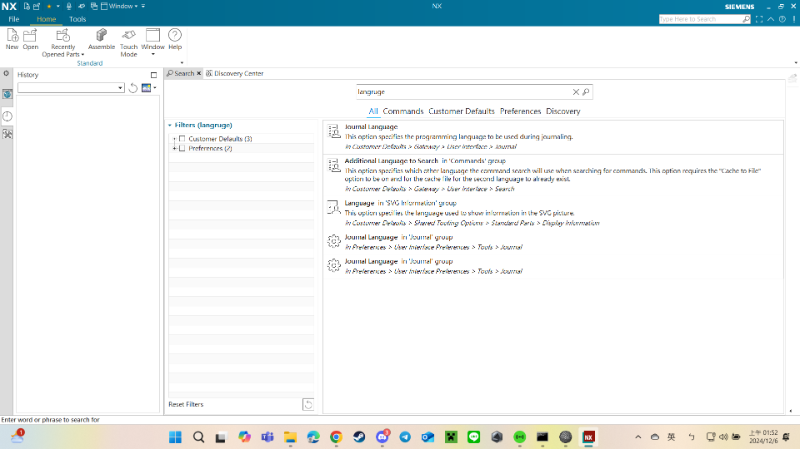 NX
Window
NX
SIEMENS
File
Home
Tools
Type Here to Search
New
Open
Recently
Opened Parts
Assemble
Touch
Mode
Window
Help
Standard
History
Search
Discovery Center
langruge
All
Commands
Customer Defaults
Preferences
Discovery
Filters (langruge)
Customer Defaults (3)
Preferences (2)
Journal Language
This option specifies the programming language to be used during journaling.
in Customer Defaults > Gateway > User Interface > Journal
Additional Language to Search in 'Commands' group
This option specifies which other language the command search will use when searching for commands. This option requires the "Cache to File"
option to be on and for the cache file for the second language to already exist.
in Customer Defaults > Gateway > User Interface > Search
Language in 'SVG Information' group
This option specifies the language used to show information in the SVG picture.
in Customer Defaults > Shared Tooling Options > Standard Parts > Display Information
Journal Language in 'Journal' group
in Preferences > User Interface Preferences > Tools > Journal
Journal Language in 'Journal' group
in Preferences > User Interface Preferences > Tools > Journal
Reset Filters
Enter word or phrase to search for
1
NX
英
上午 01:52
2024/12/6